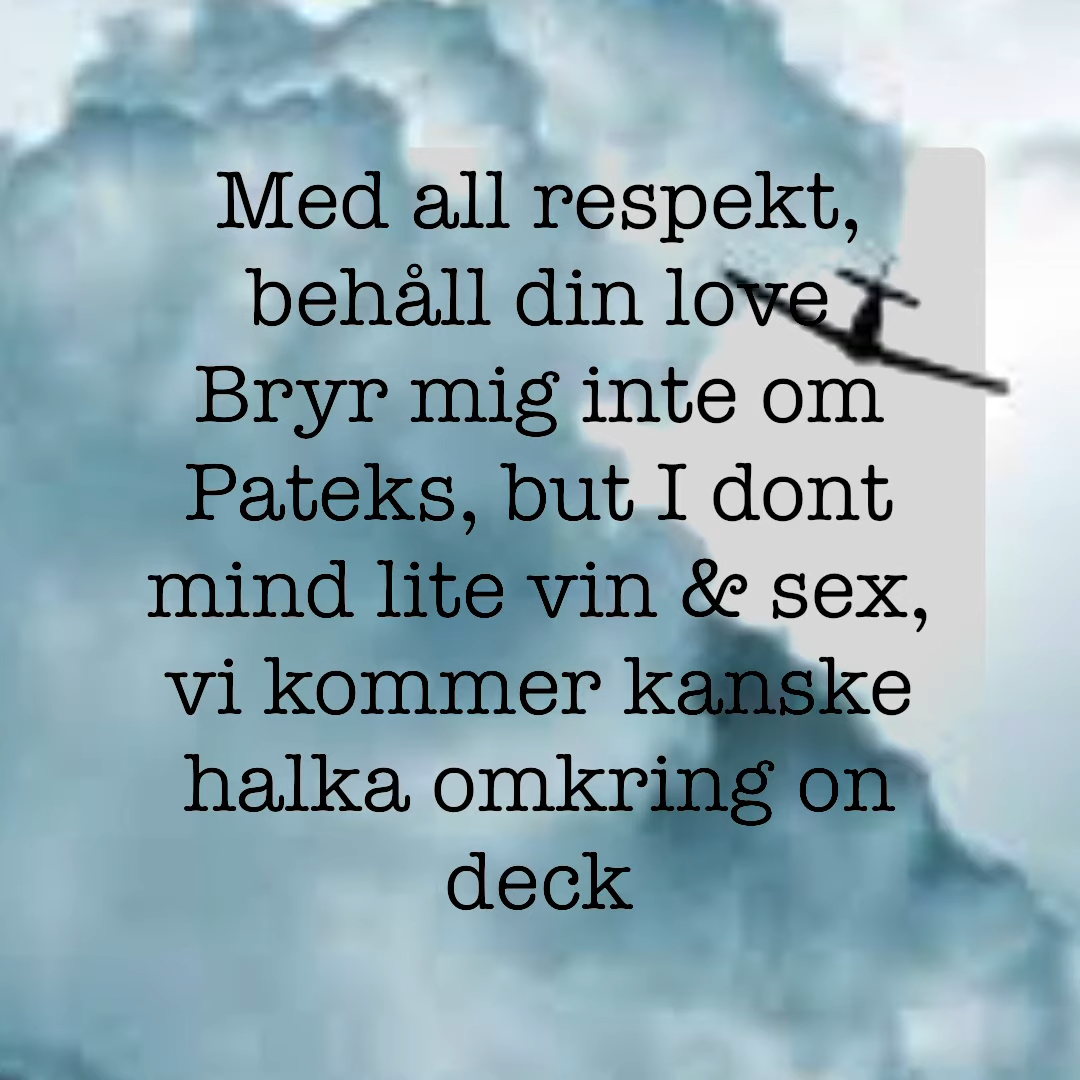 Med all respekt,
behåll din love
Bryr mig inte om
Pateks, but I dont
mind lite vin & sex,
vi kommer kanske
halka omkring on
deck